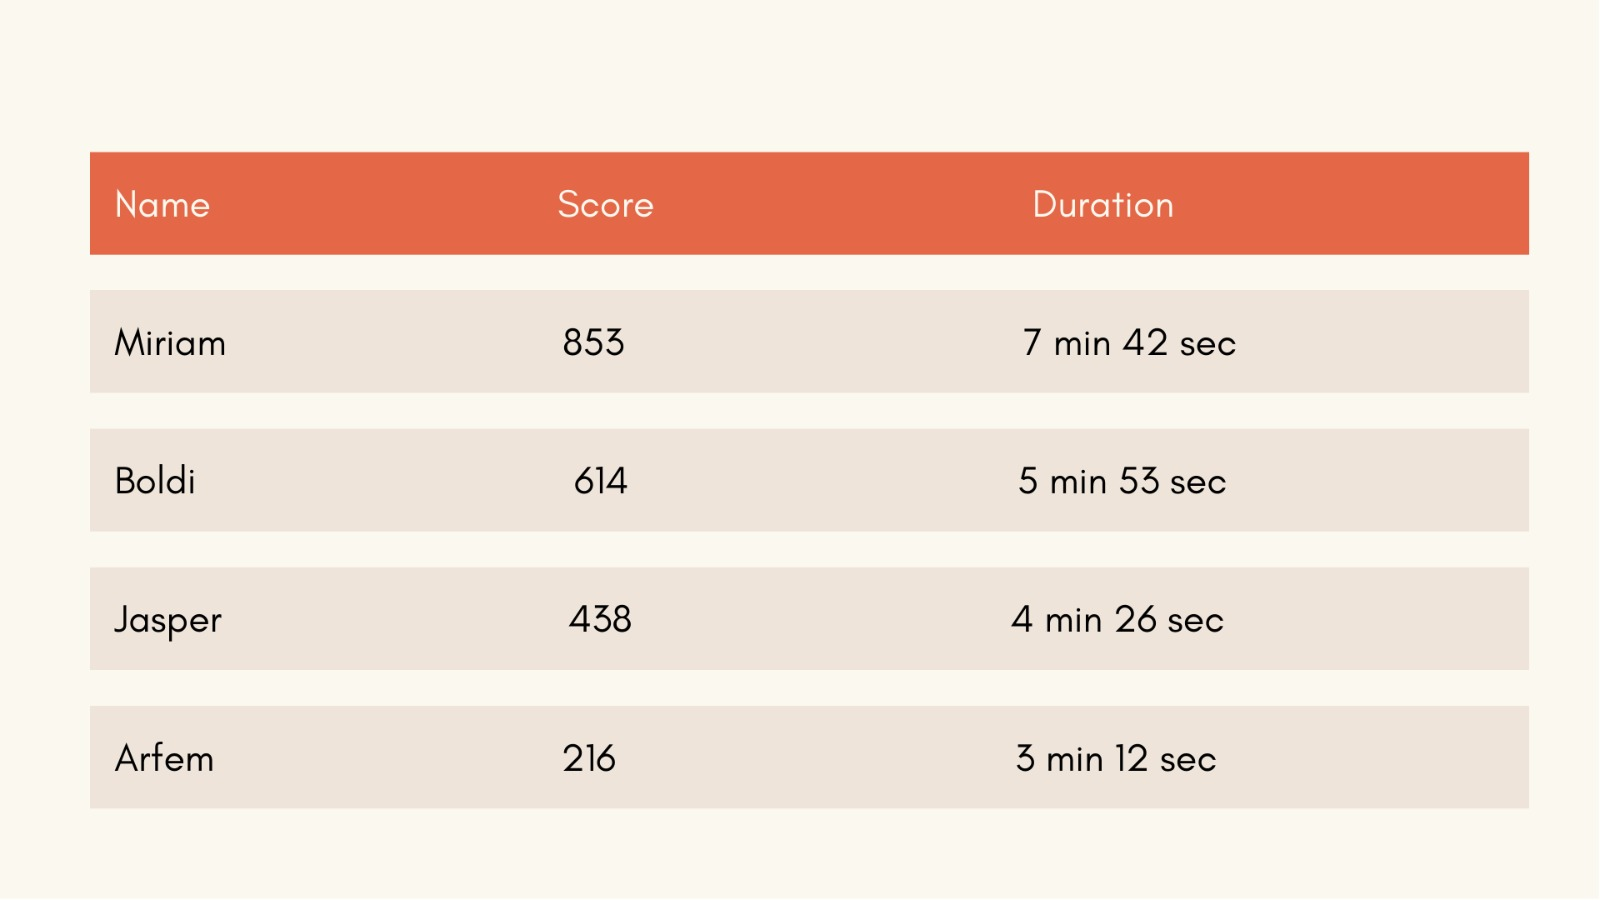 Name Score Duration
Miriam 853 7 min 42 sec
Boldi 614 5 min 53 sec
Jasper 438 4 min 26 sec
Arfem 216 3 min 12 sec